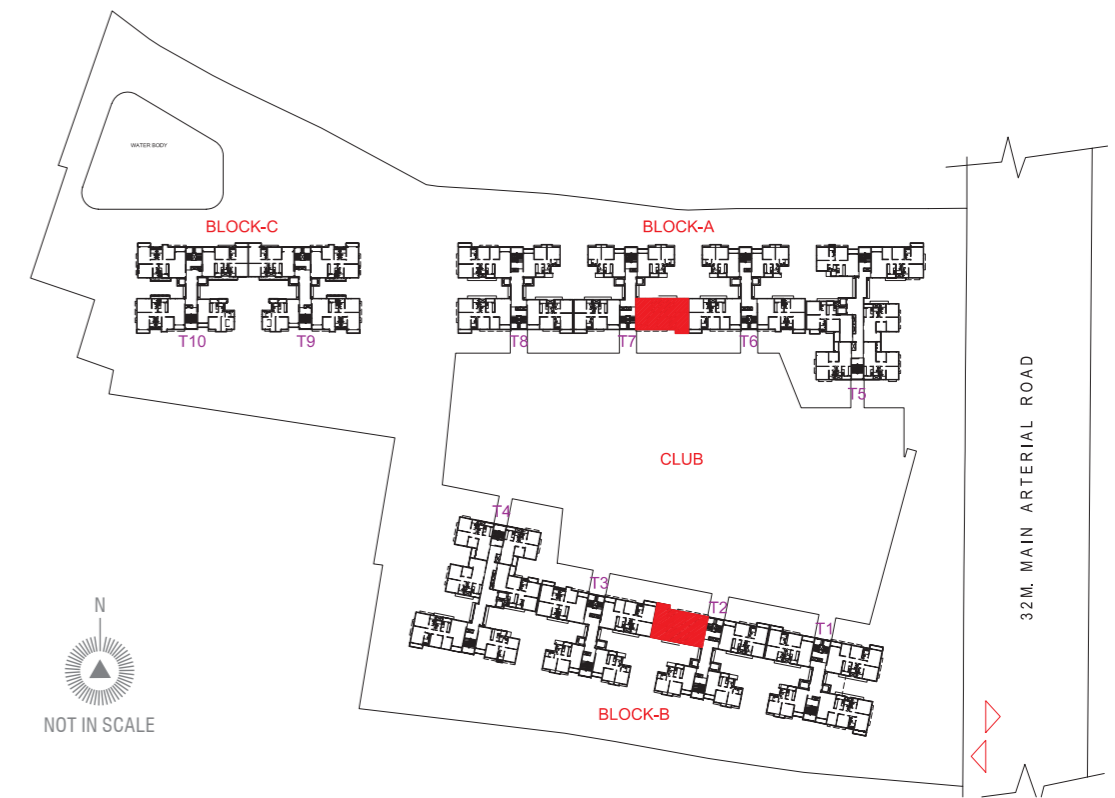 WATER BODY
BLOCK-C
BLOCK-A
T10
T9
T8
T7
T6
T5
CLUB
32M. MAIN ARTERIAL ROAD
T4
T3
T2
T1
BLOCK-B
N
NOT IN SCALE